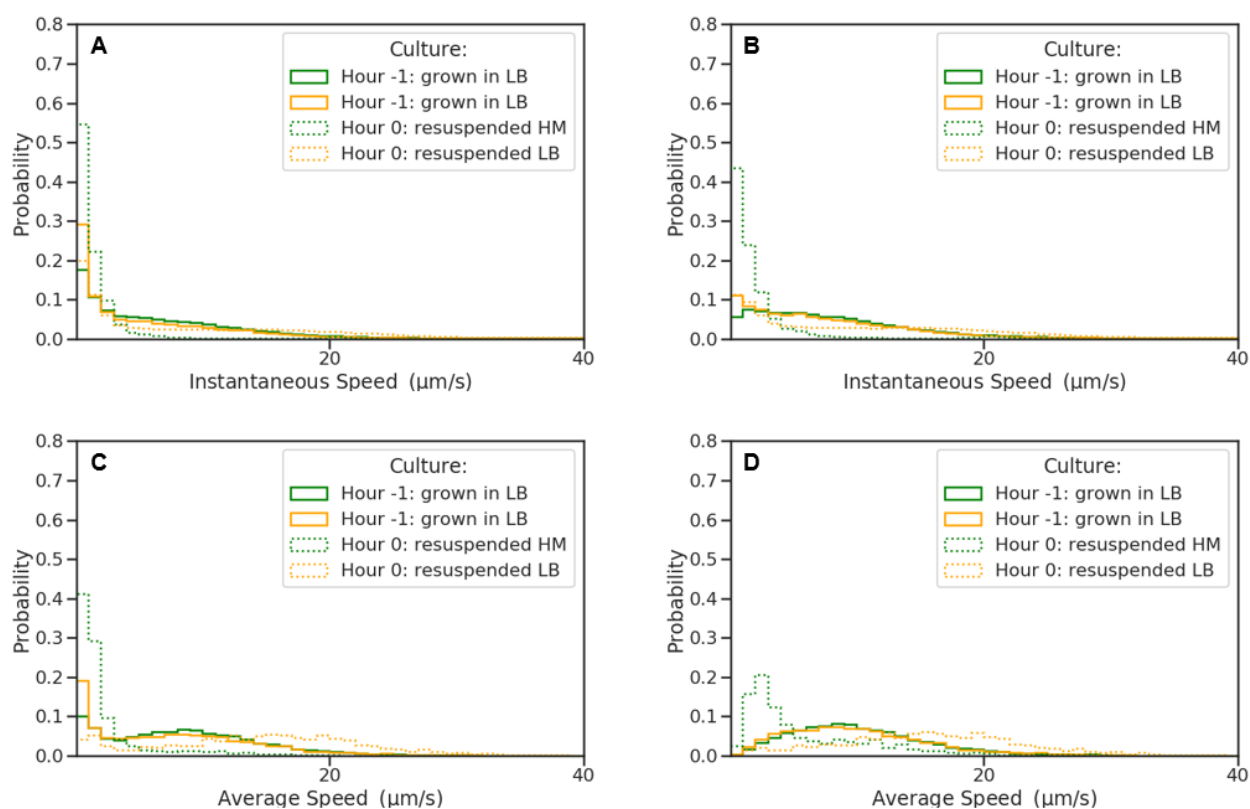 A
Culture:
Hour -1: grown in LB
Hour -1: grown in LB
Hour 0: resuspended HM
Hour 0: resuspended LB
0.8
0.7
0.6
0.5
0.4
0.3
0.2
0.1
0.0
Probability
20
40
Instantaneous Speed (μm/s)
B
Culture:
Hour -1: grown in LB
Hour -1: grown in LB
Hour 0: resuspended HM
Hour 0: resuspended LB
0.8
0.7
0.6
0.5
0.4
0.3
0.2
0.1
0.0
Probability
20
40
Instantaneous Speed (μm/s)
C
Culture:
Hour -1: grown in LB
Hour -1: grown in LB
Hour 0: resuspended HM
Hour 0: resuspended LB
0.8
0.7
0.6
0.5
0.4
0.3
0.2
0.1
0.0
Probability
20
40
Average Speed (μm/s)
D
Culture:
Hour -1: grown in LB
Hour -1: grown in LB
Hour 0: resuspended HM
Hour 0: resuspended LB
0.8
0.7
0.6
0.5
0.4
0.3
0.2
0.1
0.0
Probability
20
40
Average Speed (μm/s)